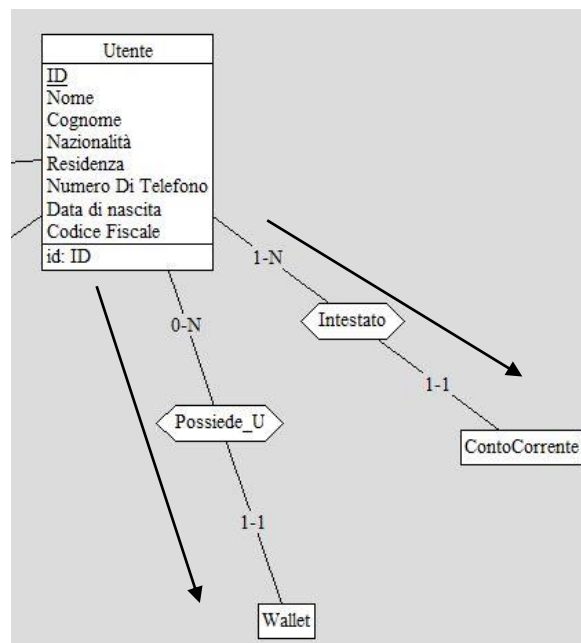 Utente
ID
Nome
Cognome
Nazionalità
Residenza
Numero Di Telefono
Data di nascita
Codice Fiscale
id: ID
1-N
Intestato
0-N
1-1
Possiede_U
ContoCorrente
1-1
Wallet